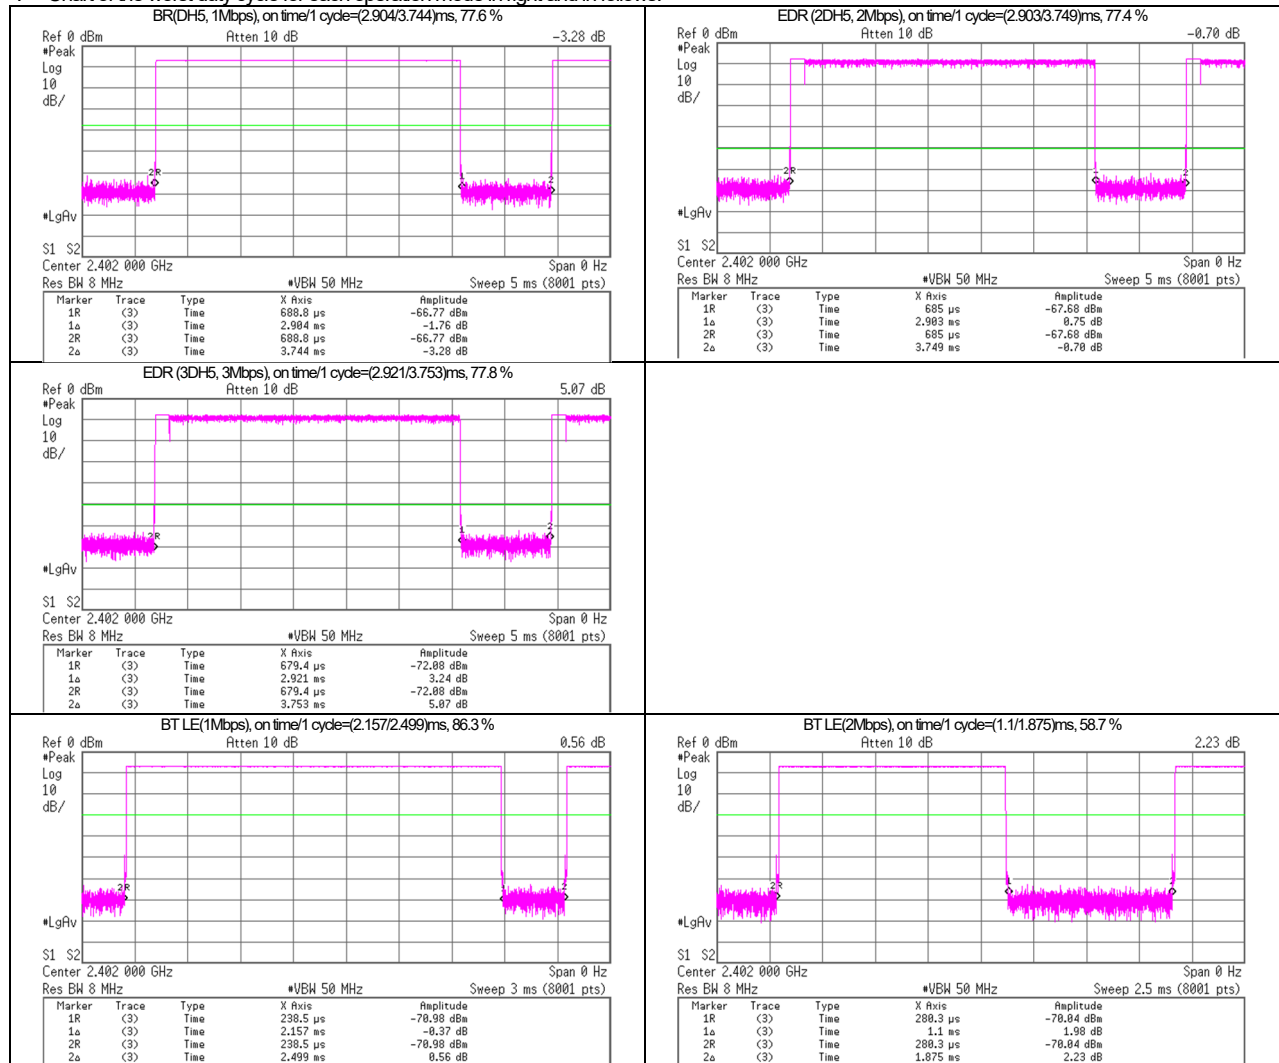 BR(DH5, 1Mbps), on time/1 cycle=(2.904/3.744)ms, 77.6 %
Ref 0 dBm Atten 10 dB -3.28 dB
#Peak
Log
10
dB/
2R
1
2
#LgAv
S1 S2
Center 2.402 000 GHz Span 0 Hz
Res BW 8 MHz #VBW 50 MHz Sweep 5 ms (8001 pts)
Marker Trace Type X Axis Amplitude
1R (3) Time 688.8 µs -66.77 dBm
1Δ (3) Time 2.904 ms -1.76 dB
2R (3) Time 688.8 µs -66.77 dBm
2Δ (3) Time 3.744 ms -3.28 dB
EDR (2DH5, 2Mbps), on time/1 cycle=(2.903/3.749)ms, 77.4 %
Ref 0 dBm Atten 10 dB -0.70 dB
#Peak
Log
10
dB/
2R
1
2
#LgAv
S1 S2
Center 2.402 000 GHz Span 0 Hz
Res BW 8 MHz #VBW 50 MHz Sweep 5 ms (8001 pts)
Marker Trace Type X Axis Amplitude
1R (3) Time 685 µs -67.68 dBm
1Δ (3) Time 2.903 ms 0.75 dB
2R (3) Time 685 µs -67.68 dBm
2Δ (3) Time 3.749 ms -0.70 dB
EDR (3DH5, 3Mbps), on time/1 cycle=(2.921/3.753)ms, 77.8 %
Ref 0 dBm Atten 10 dB 5.07 dB
#Peak
Log
10
dB/
2R
1
2
#LgAv
S1 S2
Center 2.402 000 GHz Span 0 Hz
Res BW 8 MHz #VBW 50 MHz Sweep 5 ms (8001 pts)
Marker Trace Type X Axis Amplitude
1R (3) Time 679.4 µs -72.08 dBm
1Δ (3) Time 2.921 ms 3.24 dB
2R (3) Time 679.4 µs -72.08 dBm
2Δ (3) Time 3.753 ms 5.07 dB
BT LE(1Mbps), on time/1 cycle=(2.157/2.499)ms, 86.3 %
Ref 0 dBm Atten 10 dB 0.56 dB
#Peak
Log
10
dB/
2R
1
2
#LgAv
S1 S2
Center 2.402 000 GHz Span 0 Hz
Res BW 8 MHz #VBW 50 MHz Sweep 3 ms (8001 pts)
Marker Trace Type X Axis Amplitude
1R (3) Time 238.5 µs -70.98 dBm
1Δ (3) Time 2.157 ms -0.37 dB
2R (3) Time 238.5 µs -70.98 dBm
2Δ (3) Time 2.499 ms 0.56 dB
BT LE(2Mbps), on time/1 cycle=(1.1/1.875)ms, 58.7 %
Ref 0 dBm Atten 10 dB 2.23 dB
#Peak
Log
10
dB/
2R
1
2
#LgAv
S1 S2
Center 2.402 000 GHz Span 0 Hz
Res BW 8 MHz #VBW 50 MHz Sweep 2.5 ms (8001 pts)
Marker Trace Type X Axis Amplitude
1R (3) Time 280.3 µs -70.04 dBm
1Δ (3) Time 1.1 ms 1.98 dB
2R (3) Time 280.3 µs -70.04 dBm
2Δ (3) Time 1.875 ms 2.23 dB